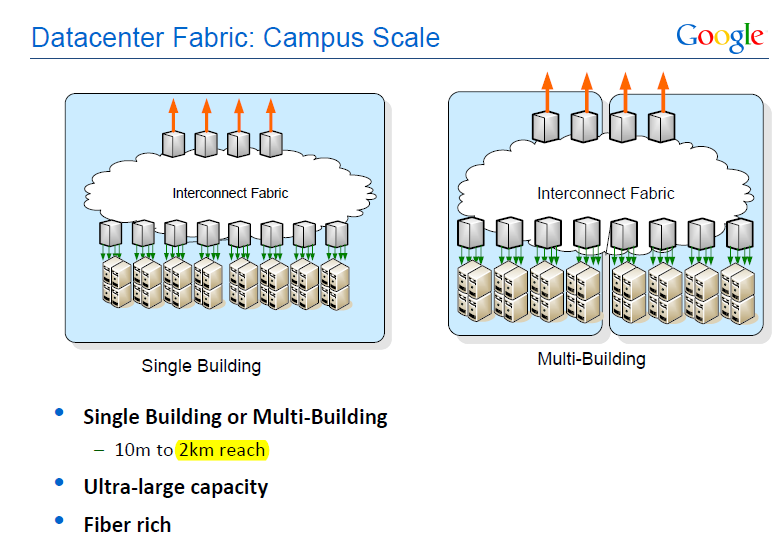 Datacenter Fabric: Campus Scale
Google
Interconnect Fabric
Single Building
Interconnect Fabric
Multi-Building
• Single Building or Multi-Building
– 10m to 2km reach
• Ultra-large capacity
• Fiber rich